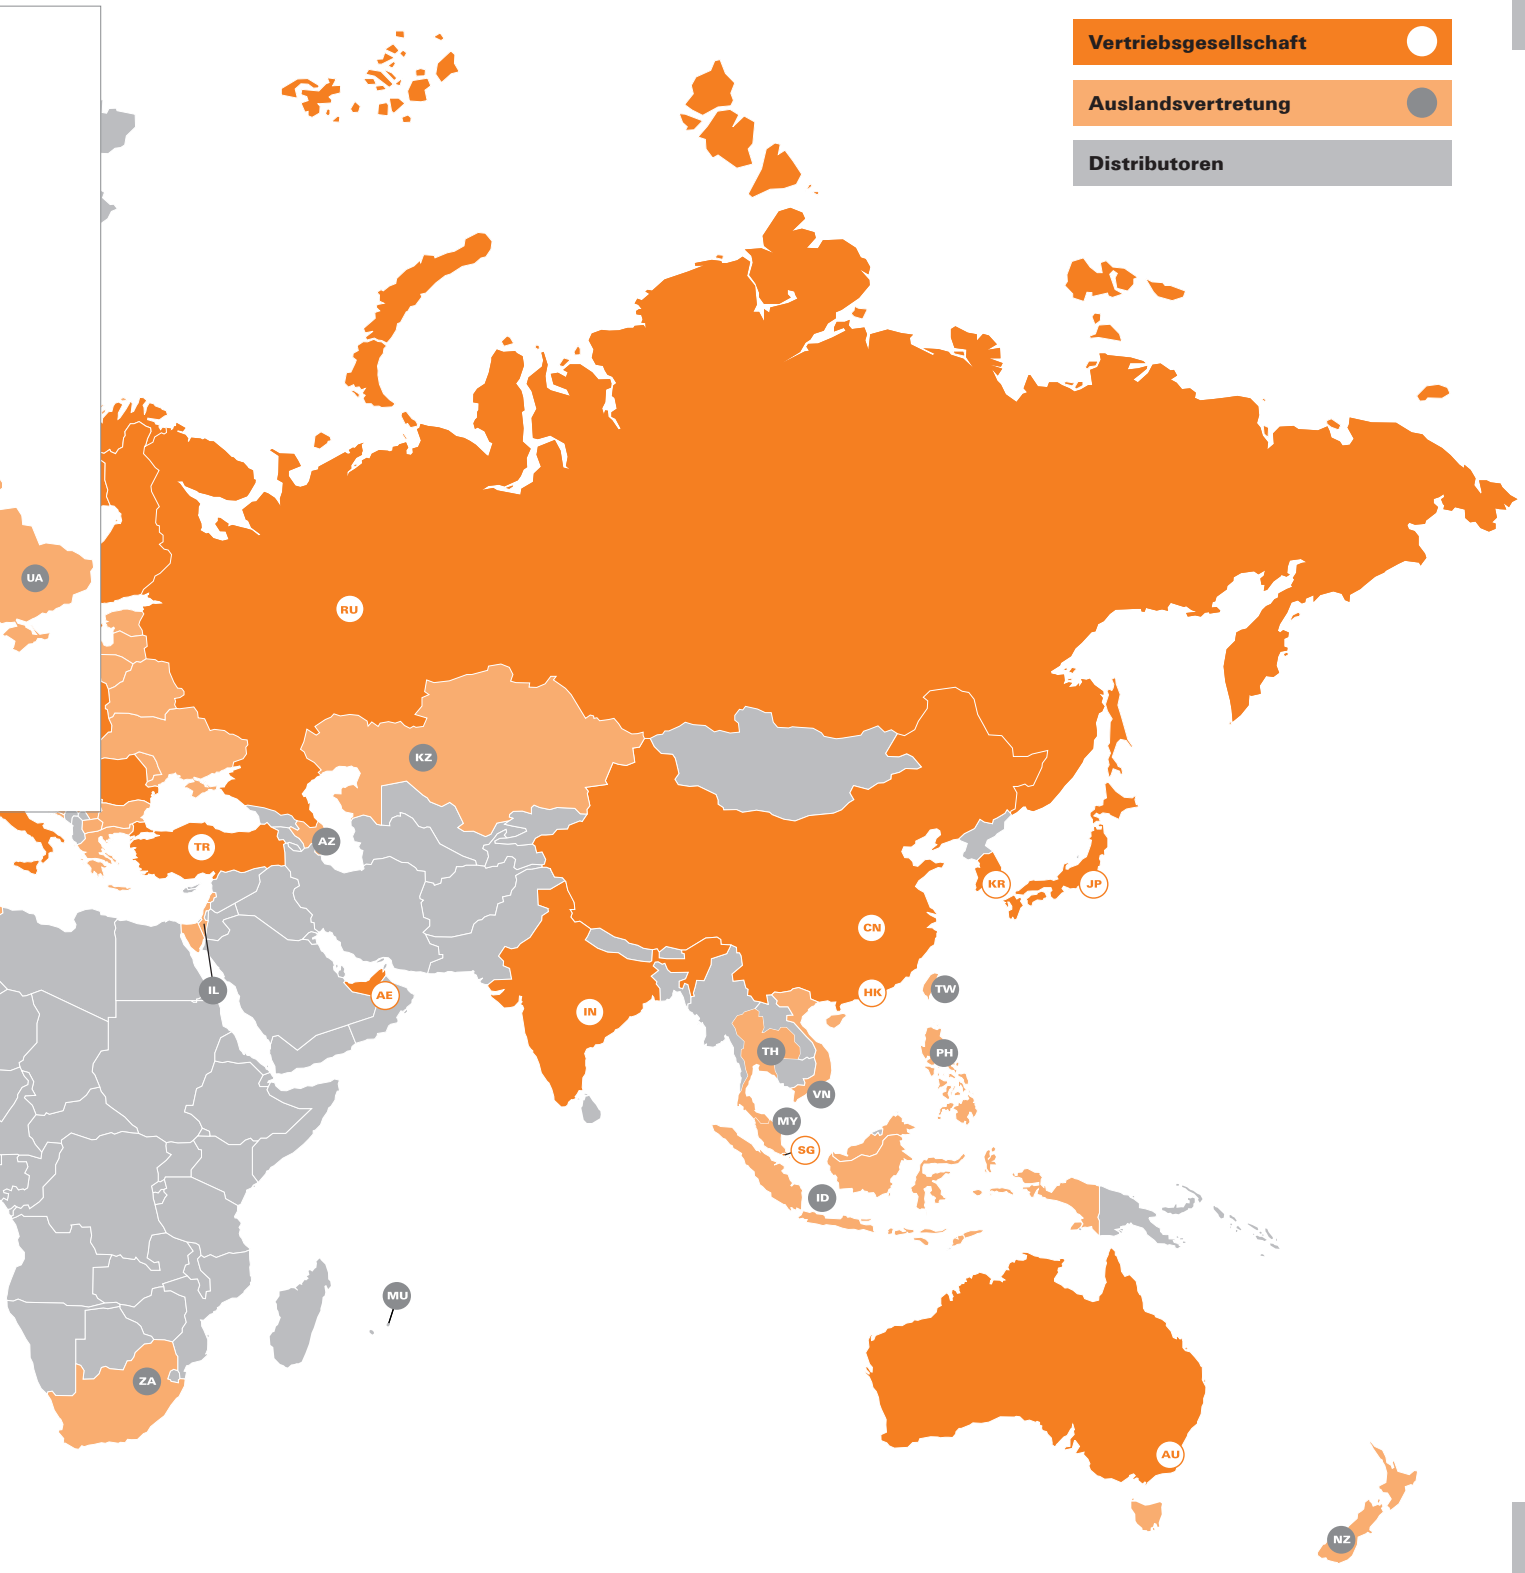 Vertriebsgesellschaft
Auslandsvertretung
Distributoren
UA
RU
KZ
TR
AZ
KR
JP
CN
IL
AE
IN
HK
TW
TH
PH
VN
MY
SG
ID
MU
ZA
AU
NZ